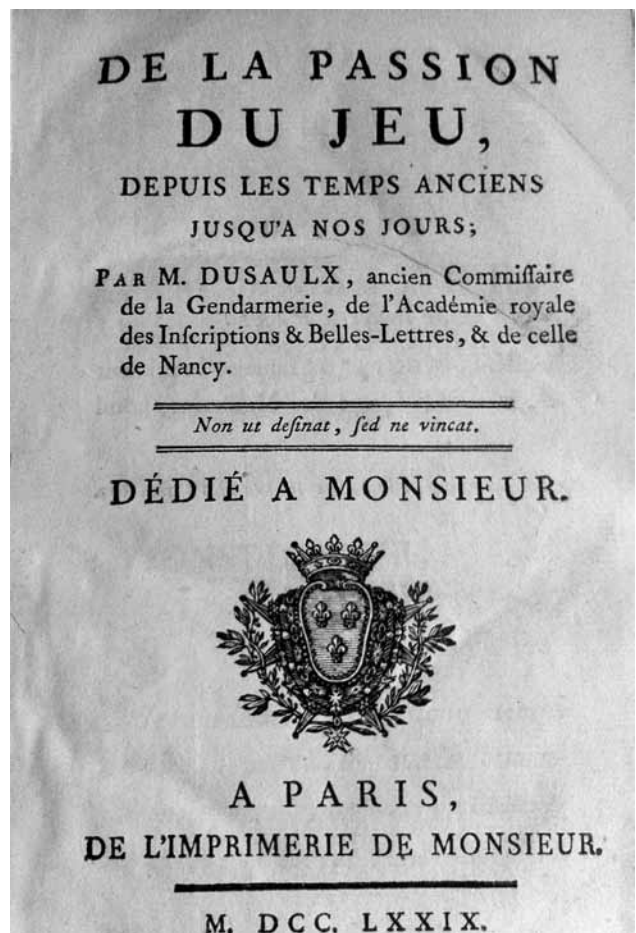 DE LA PASSION
DU JEU,
DEPUIS LES TEMPS ANCIENS
JUSQU'A NOS JOURS;
PAR M. DUSAULX, ancien Commiſſaire
de la Gendarmerie, de l'Académie royale
des Inſcriptions & Belles-Lettres, & de celle
de Nancy.
Non ut deſinat, ſed ne vincat.
DÉDIÉ A MONSIEUR.
A PARIS,
DE L'IMPRIMERIE DE MONSIEUR.
M. DCC. LXXIX.